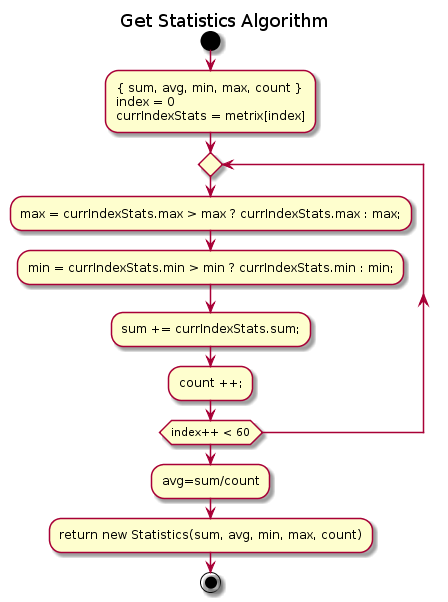 Get Statistics Algorithm
{ sum, avg, min, max, count }
index = 0
currIndexStats = metrix[index]
max = currIndexStats.max > max ? currIndexStats.max : max;
min = currIndexStats.min > min ? currIndexStats.min : min;
sum += currIndexStats.sum;
count ++;
index++ < 60
avg=sum/count
return new Statistics(sum, avg, min, max, count)